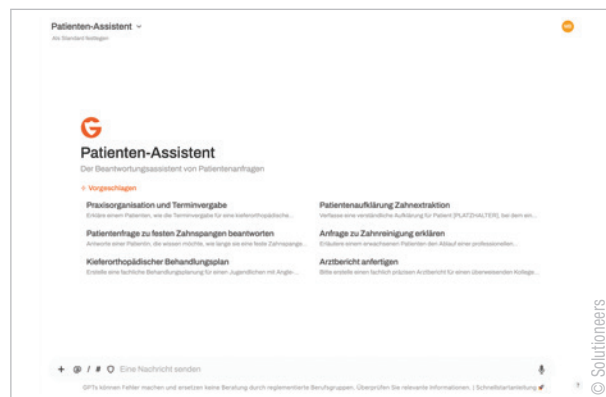 Patienten-Assistent
Als Standard festlegen
Patienten-Assistent
Der Beantwortungsassistent von Patientenanfragen
Vorgeschlagen
Praxisorganisation und Terminvergabe
Erkläre einem Patienten, wie die Terminvergabe für eine kieferorthopädische...
Patientenfrage zu festen Zahnspangen beantworten
Antworte einer Patientin, die wissen möchte, wie lange sie eine feste Zahnspange...
Kieferorthopädischer Behandlungsplan
Erstelle eine fachliche Behandlungsplanung für einen Jugendlichen mit Angle-...
Patientenaufklärung Zahnextraktion
Verfasse eine verständliche Aufklärung für Patient [PLATZHALTER], bei dem ein...
Anfrage zu Zahnreinigung erklären
Erläutere einem erwachsenen Patienten den Ablauf einer professionellen...
Arztbericht anfertigen
Bitte erstelle einen fachlich präzisen Arztbericht für einen überweisenden Kollege...
+ @ / # Eine Nachricht senden
GPTs können Fehler machen und ersetzen keine Beratung durch reglementierte Berufsgruppen. Überprüfen Sie relevante Informationen. | Schnellstartanleitung
?
© Solutioneers